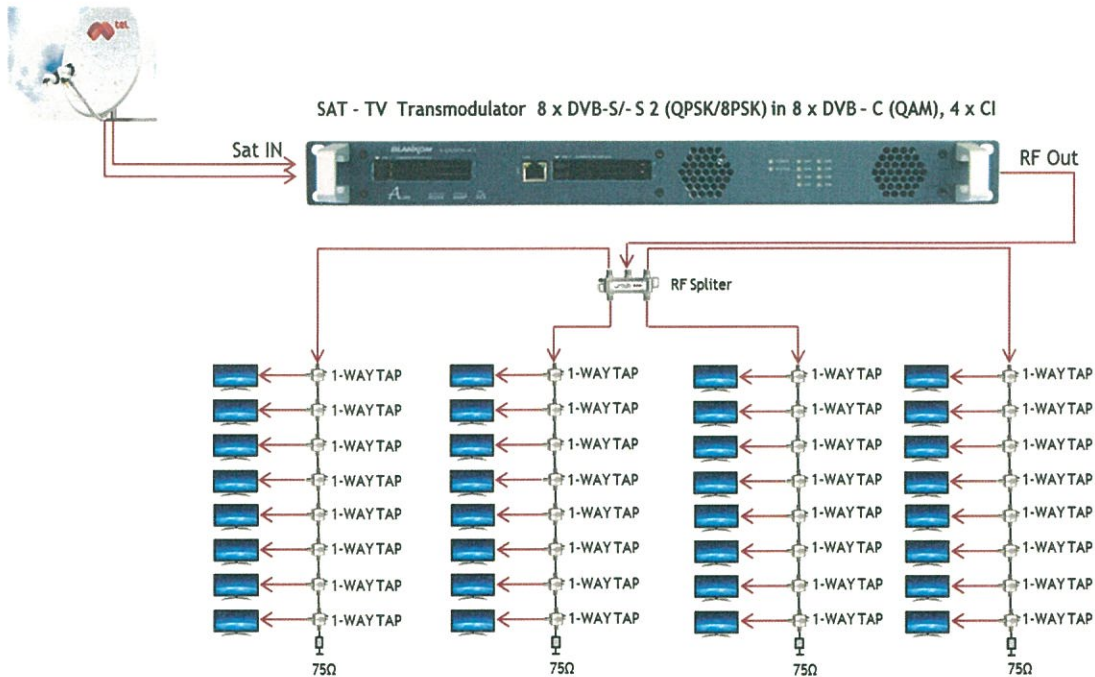 tel
SAT - TV Transmodulator 8 x DVB-S/- S 2 (QPSK/8PSK) in 8 x DVB - C (QAM), 4 x CI
Sat IN
BLANKOM
RF Out
RF Spliter
1-WAY TAP 1-WAY TAP 1-WAY TAP 1-WAY TAP
1-WAY TAP 1-WAY TAP 1-WAY TAP 1-WAY TAP
1-WAY TAP 1-WAY TAP 1-WAY TAP 1-WAY TAP
1-WAY TAP 1-WAY TAP 1-WAY TAP 1-WAY TAP
1-WAY TAP 1-WAY TAP 1-WAY TAP 1-WAY TAP
1-WAY TAP 1-WAY TAP 1-WAY TAP 1-WAY TAP
1-WAY TAP 1-WAY TAP 1-WAY TAP 1-WAY TAP
1-WAY TAP 1-WAY TAP 1-WAY TAP 1-WAY TAP
75Ω 75Ω 75Ω 75Ω